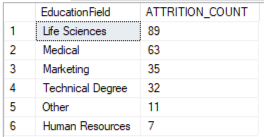 EducationField ATTRITION_COUNT
1 Life Sciences 89
2 Medical 63
3 Marketing 35
4 Technical Degree 32
5 Other 11
6 Human Resources 7